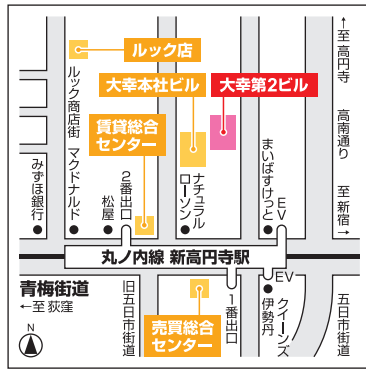 ルック店
大幸本社ビル
大幸第2ビル
賃貸総合
センター
ルック商店街
マクドナルド
みずほ銀行
松屋
2番出口
ナチュラル
ローソン
まいばすけっと
EV
←至高円寺
高南通り
至新宿→
丸ノ内線 新高円寺駅
青梅街道
←至 荻窪
旧五日市街道
売買総合
センター
1番出口
EV
クイーンズ
伊勢丹
五日市街道
N